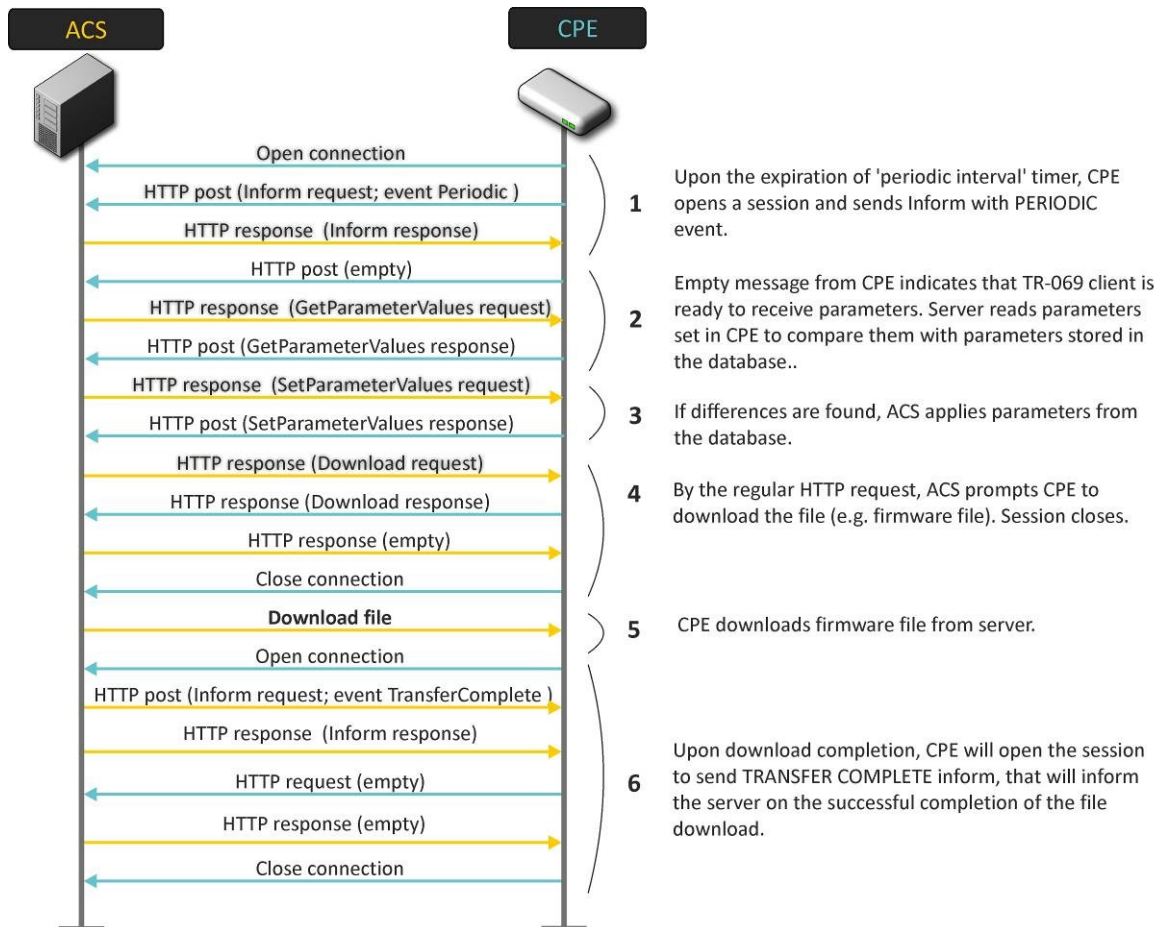 ACS
CPE
Open connection
HTTP post (Inform request; event Periodic )
HTTP response (Inform response)
1
Upon the expiration of 'periodic interval' timer, CPE
opens a session and sends Inform with PERIODIC
event.
HTTP post (empty)
HTTP response (GetParameterValues request)
HTTP post (GetParameterValues response)
2
Empty message from CPE indicates that TR-069 client is
ready to receive parameters. Server reads parameters
set in CPE to compare them with parameters stored in
the database..
HTTP response (SetParameterValues request)
HTTP post (SetParameterValues response)
3
If differences are found, ACS applies parameters from
the database.
HTTP response (Download request)
HTTP response (Download response)
HTTP response (empty)
Close connection
4
By the regular HTTP request, ACS prompts CPE to
download the file (e.g. firmware file). Session closes.
Download file
5
CPE downloads firmware file from server.
Open connection
HTTP post (Inform request; event TransferComplete )
HTTP response (Inform response)
HTTP request (empty)
HTTP response (empty)
Close connection
6
Upon download completion, CPE will open the session
to send TRANSFER COMPLETE inform, that will inform
the server on the successful completion of the file
download.